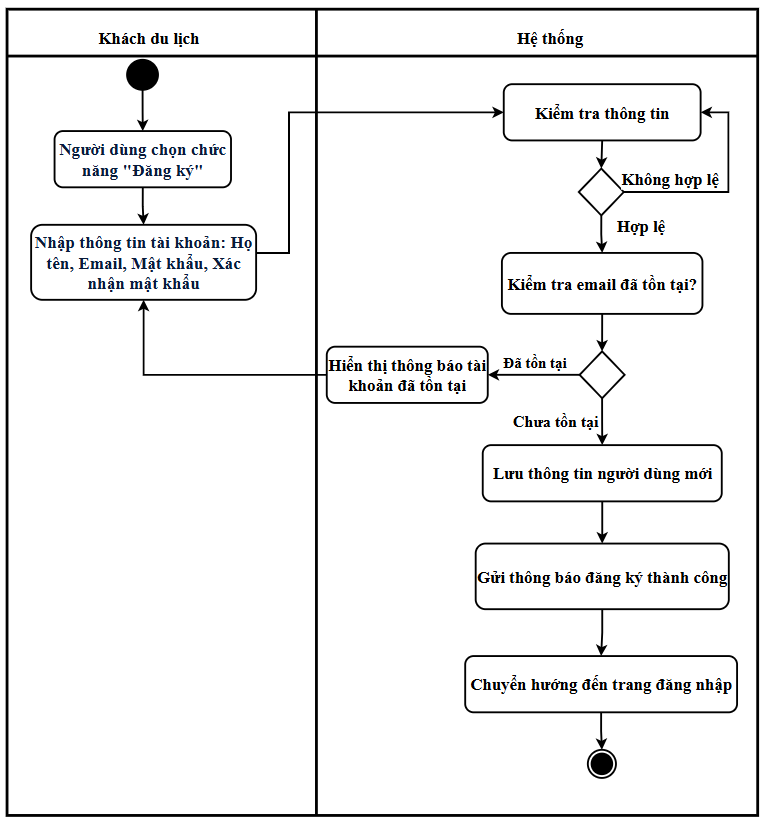 Khách du lịch
Hệ thống
Người dùng chọn chức
năng "Đăng ký"
Nhập thông tin tài khoản: Họ
tên, Email, Mật khẩu, Xác
nhận mật khẩu
Kiểm tra thông tin
Không hợp lệ
Hợp lệ
Kiểm tra email đã tồn tại?
Đã tồn tại
Hiển thị thông báo tài
khoản đã tồn tại
Chưa tồn tại
Lưu thông tin người dùng mới
Gửi thông báo đăng ký thành công
Chuyển hướng đến trang đăng nhập